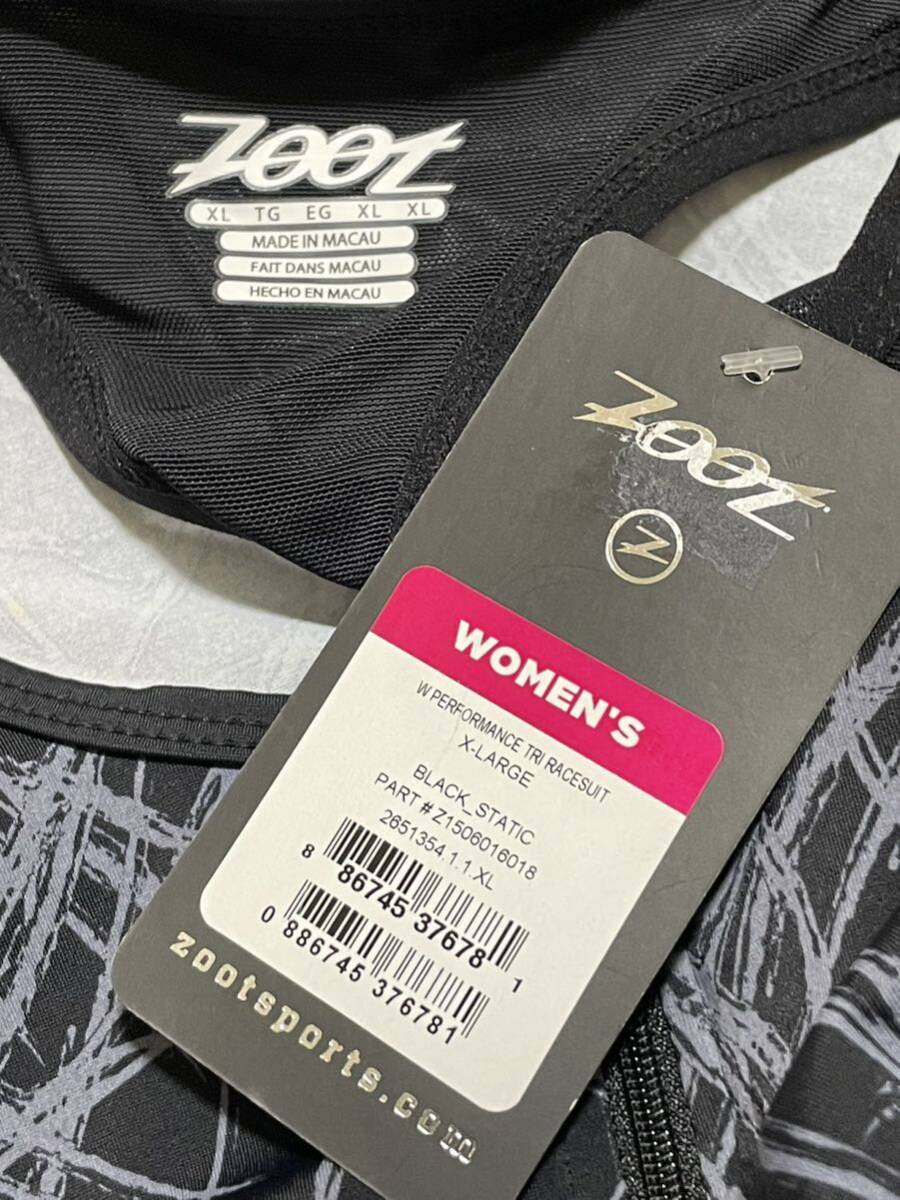 zoot
XL TG EG XL XL
MADE IN MACAU
FAIT DANS MACAU
HECHO EN MACAU
zoot
Z
WOMEN'S
W PERFORMANCE TRI RACESUIT
X-LARGE
BLACK_STATIC
PART # Z1506016018
2651354.1.1.XL
8 86745 37678 1
0 886745 376781
zootsports.com